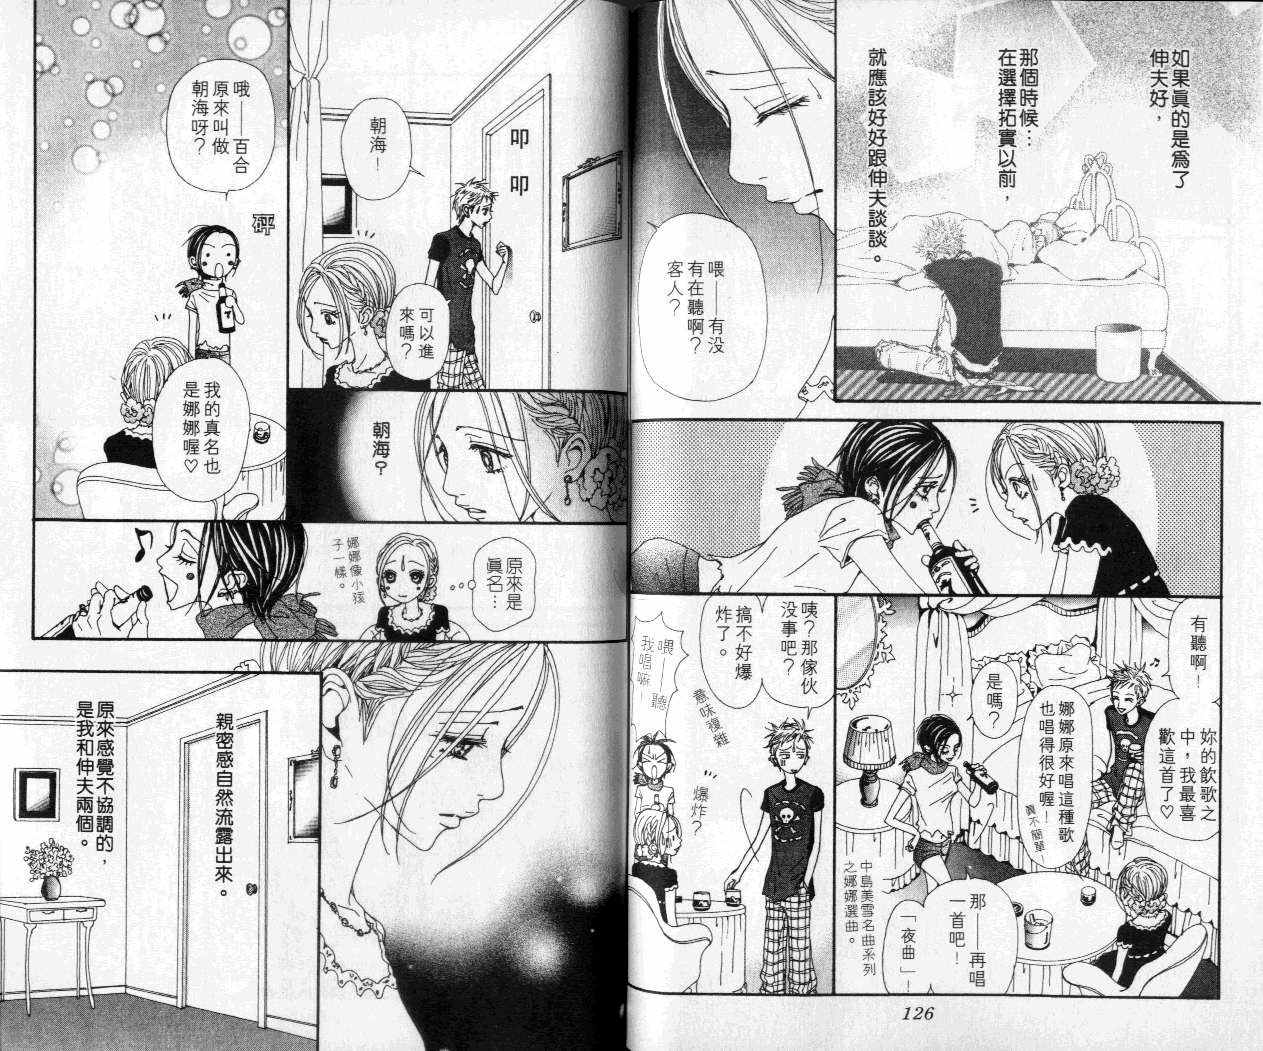 如果真的是為了
伸夫好，
那個時候…
在選擇拓實以前，
就應該好好跟伸夫談談。
喂——有没
有在聽啊？
客人？
有聽啊！
妳的飲歌之
中，我最喜
歡這首了♡
娜娜原來唱這種歌
也唱得很好喔！
真不簡單！
是嗎？
那——再唱
一首吧！
「夜曲」！
中島美雪名曲系列
之娜娜選曲。
咦？那傢伙
没事吧？
搞不好爆
炸了。
意味複雜
爆炸？
喂——聽
我唱嘛
126
叩
叩
朝海！
可以進
來嗎？
朝海？
哦——百合
原來叫做
朝海呀？
砰
我的真名也
是娜娜喔♡
原來是
真名…
娜娜像小孩
子一樣。
親密感自然流露出來。
原來感覺不協調的，
是我和伸夫兩個。